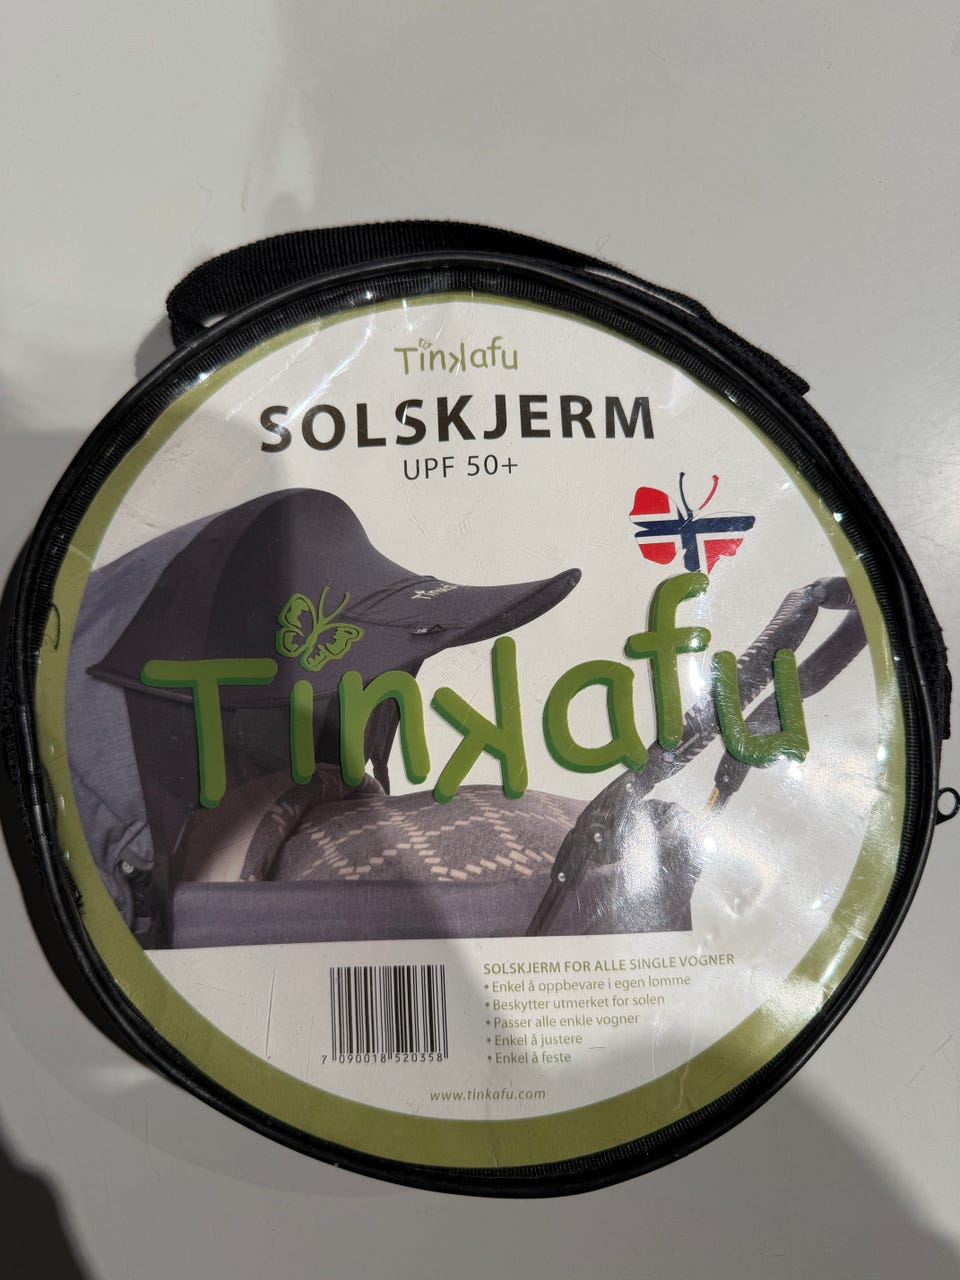 Tinkafu
SOLSKJERM
UPF 50+
Tinkafu
SOLSKJERM FOR ALLE SINGLE VOGNER
• Enkel å oppbevare i egen lomme
• Beskytter utmerket for solen
• Passer alle enkle vogner
• Enkel å justere
• Enkel å feste
7 090018 520358
www.tinkafu.com